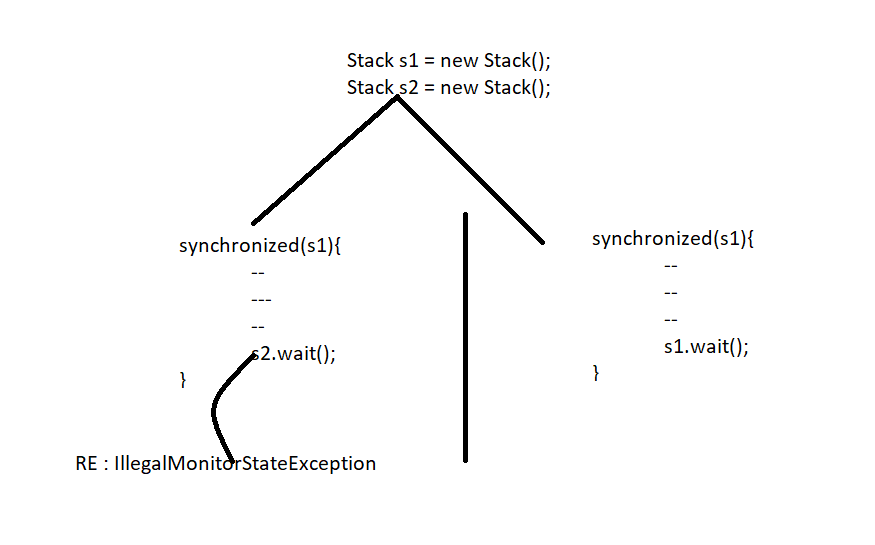 Stack s1 = new Stack();
Stack s2 = new Stack();
synchronized(s1){
--
---
--
s2.wait();
}
RE : IllegalMonitorStateException
synchronized(s1){
--
--
--
s1.wait();
}